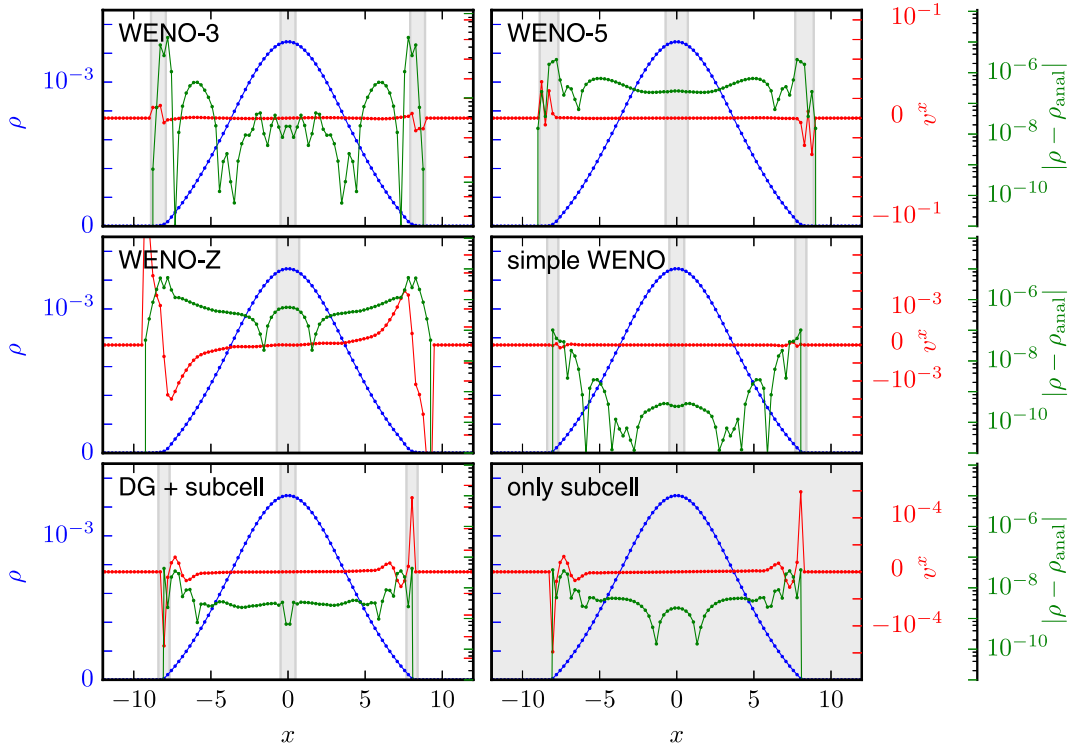 WENO-3
WENO-5
10⁻³
ρ
0
10⁻¹
0
−10⁻¹
vˣ
10⁻⁶
10⁻⁸
10⁻¹⁰
|ρ − ρ_anal|
WENO-Z
simple WENO
10⁻³
ρ
0
10⁻³
0
−10⁻³
vˣ
10⁻⁶
10⁻⁸
10⁻¹⁰
|ρ − ρ_anal|
DG + subcell
only subcell
10⁻³
ρ
0
10⁻⁴
0
−10⁻⁴
vˣ
10⁻⁶
10⁻⁸
10⁻¹⁰
|ρ − ρ_anal|
−10 −5 0 5 10 −10 −5 0 5 10
x x